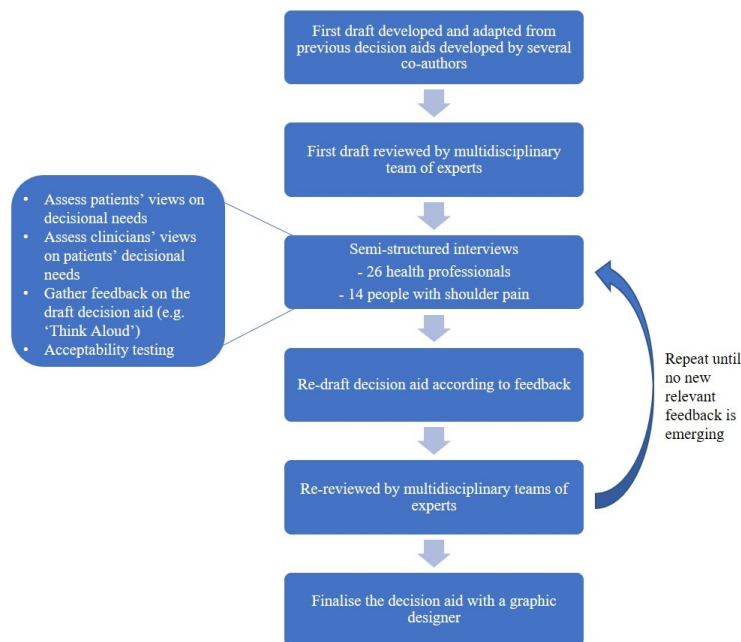 First draft developed and adapted from
previous decision aids developed by several
co-authors
First draft reviewed by multidisciplinary
team of experts
• Assess patients’ views on
decisional needs
• Assess clinicians’ views
on patients’ decisional
needs
• Gather feedback on the
draft decision aid (e.g.
‘Think Aloud’)
• Acceptability testing
Semi-structured interviews
- 26 health professionals
- 14 people with shoulder pain
Re-draft decision aid according to feedback
Repeat until
no new
relevant
feedback is
emerging
Re-reviewed by multidisciplinary teams of
experts
Finalise the decision aid with a graphic
designer